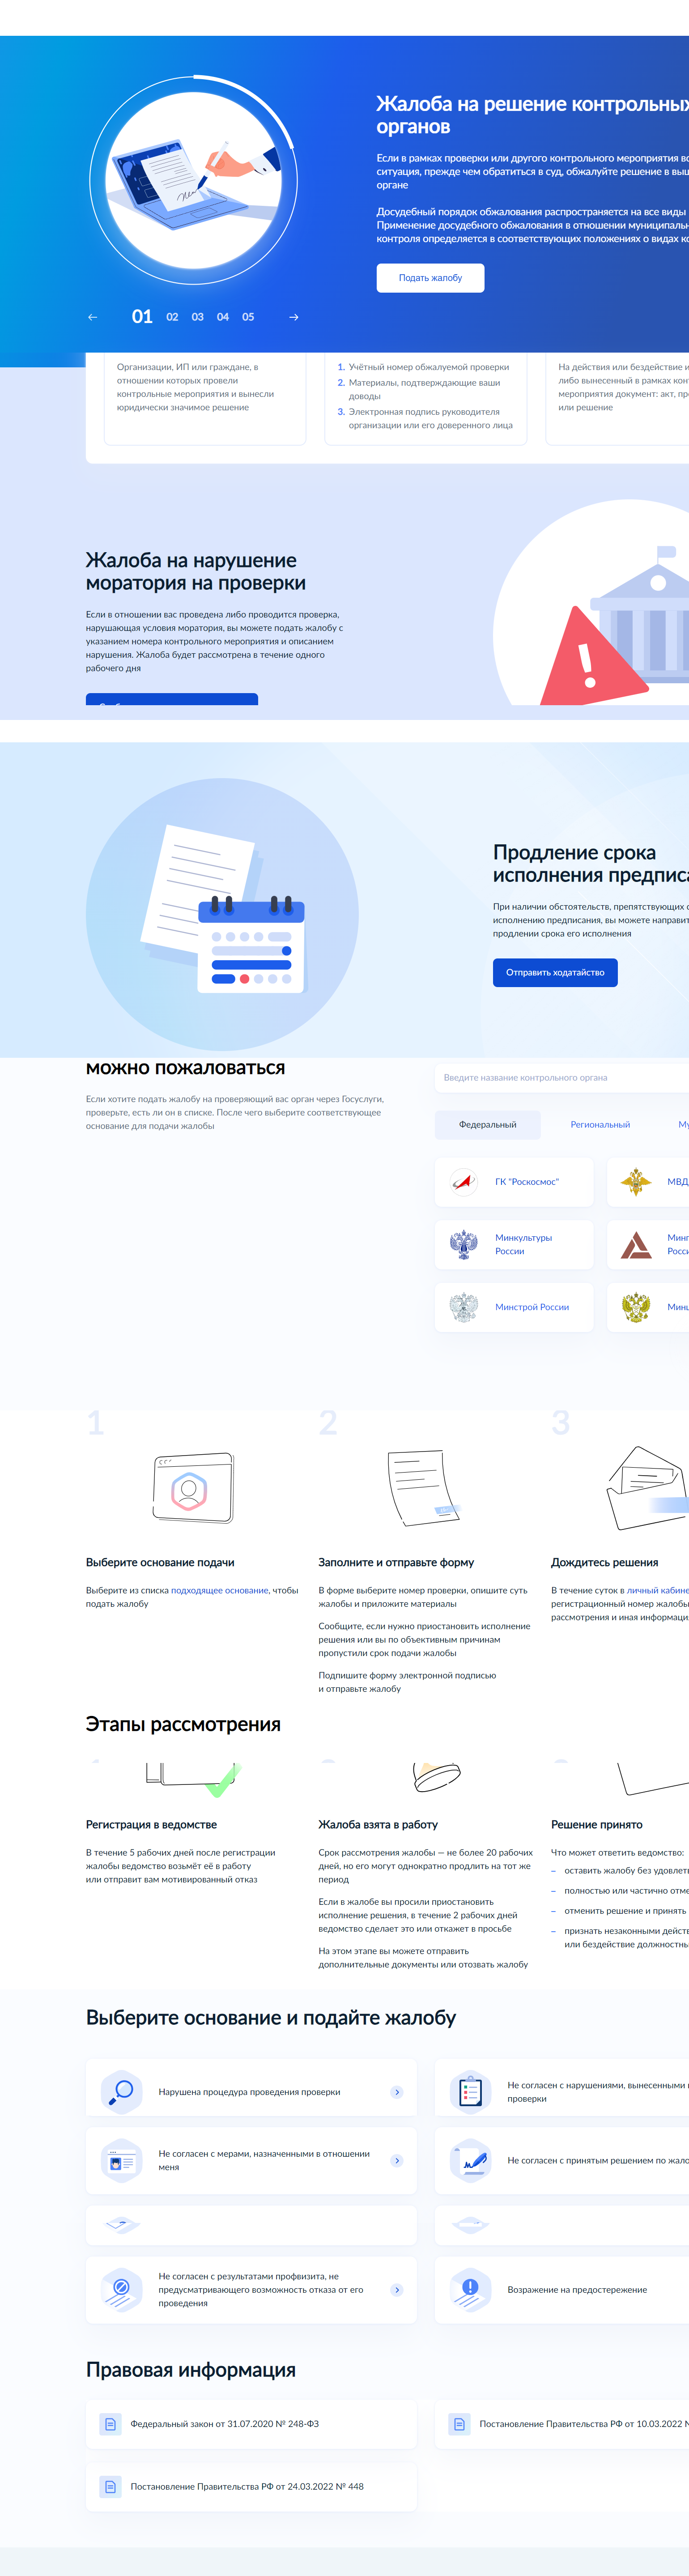 Жалоба на решение контрольных
органов
Если в рамках проверки или другого контрольного мероприятия
ситуация, прежде чем обратиться в суд, обжалуйте решение в
органе
Досудебный порядок обжалования распространяется на все виды
Применение досудебного обжалования в отношении
контроля определяется в соответствующих положениях о видах
Подать жалобу
01 02 03 04 05
Организации, ИП или граждане, в
отношении которых провели
контрольные мероприятия и вынесли
юридически значимое решение
1. Учётный номер обжалуемой проверки
2. Материалы, подтверждающие ваши
доводы
3. Электронная подпись руководителя
организации или его доверенного лица
На действия или бездействие
либо вынесенный в рамках
мероприятия документ: акт,
или решение
Жалоба на нарушение
моратория на проверки
Если в отношении вас проведена либо проводится проверка,
нарушающая условия моратория, вы можете подать жалобу с
указанием номера контрольного мероприятия и описанием
нарушения. Жалоба будет рассмотрена в течение одного
рабочего дня
Продление срока
исполнения
При наличии обстоятельств, препятствующих
исполнению предписания, вы можете
продлении срока его исполнения
Отправить ходатайство
можно пожаловаться
Если хотите подать жалобу на проверяющий вас орган через Госуслуги,
проверьте, есть ли он в списке. После чего выберите соответствующее
основание для подачи жалобы
Введите название контрольного органа
Федеральный Региональный
ГК "Роскосмос"
МВД
Минкультуры
России
Минстрой России
1
2
3
Выберите основание подачи
Выберите из списка подходящее основание, чтобы
подать жалобу
Заполните и отправьте форму
В форме выберите номер проверки, опишите суть
жалобы и приложите материалы
Сообщите, если нужно приостановить исполнение
решения или вы по объективным причинам
пропустили срок подачи жалобы
Подпишите форму электронной подписью
и отправьте жалобу
Дождитесь решения
В течение суток в личный
регистрационный номер жалобы
рассмотрения и иная
Этапы рассмотрения
Регистрация в ведомстве
В течение 5 рабочих дней после регистрации
жалобы ведомство возьмёт её в работу
или отправит вам мотивированный отказ
Жалоба взята в работу
Срок рассмотрения жалобы — не более 20 рабочих
дней, но его могут однократно продлить на тот же
период
Если в жалобе вы просили приостановить
исполнение решения, в течение 2 рабочих дней
ведомство сделает это или откажет в просьбе
На этом этапе вы можете отправить
дополнительные документы или отозвать жалобу
Решение принято
Что может ответить ведомство:
– оставить жалобу без
– полностью или частично
– отменить решение и принять
– признать незаконными
или бездействие
Выберите основание и подайте жалобу
Нарушена процедура проведения проверки
Не согласен с нарушениями, вынесенными
проверки
Не согласен с мерами, назначенными в отношении
меня
Не согласен с принятым решением по
Не согласен с результатами профвизита, не
предусматривающего возможность отказа от его
проведения
Возражение на предостережение
Правовая информация
Федеральный закон от 31.07.2020 № 248-ФЗ
Постановление Правительства РФ от 10.03.2022
Постановление Правительства РФ от 24.03.2022 № 448